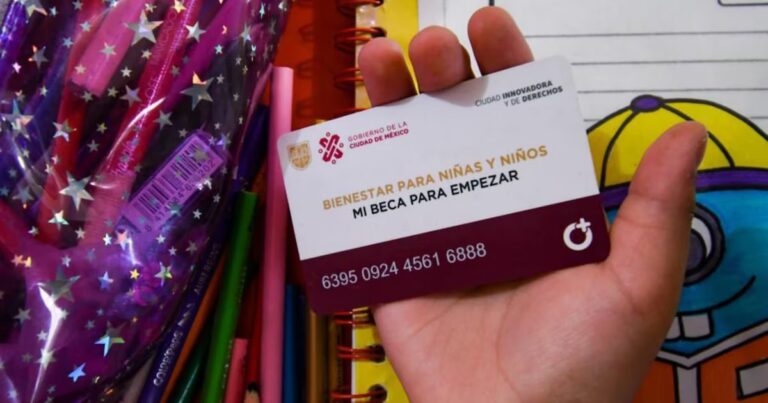 GOBIERNO DE LA
CIUDAD DE MÉXICO
CIUDAD INNOVADORA
Y DE DERECHOS
BIENESTAR PARA NIÑAS Y NIÑOS
MI BECA PARA EMPEZAR
6395 0924 4561 6888